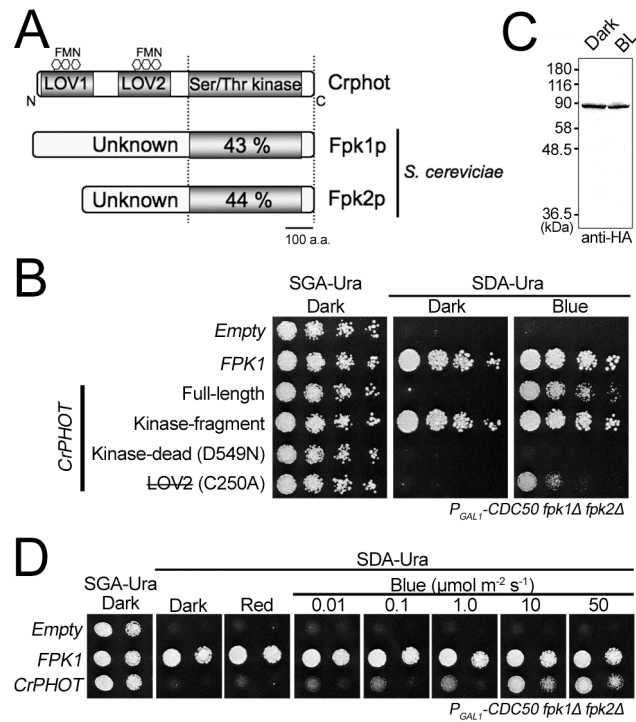 A
FMN FMN
LOV1 LOV2 Ser/Thr kinase Crphot
N C
Unknown 43 % Fpk1p
Unknown 44 % Fpk2p
S. cereviciae
100 a.a.
C
Dark BL
180
116
90
58
48.5
36.5
(kDa)
anti-HA
B
SGA-Ura SDA-Ura
Dark Dark Blue
Empty
FPK1
CrPHOT
Full-length
Kinase-fragment
Kinase-dead (D549N)
LOV2 (C250A)
PGAL1-CDC50 fpk1Δ fpk2Δ
D
SDA-Ura
SGA-Ura Blue (μmol m-2 s-1)
Dark Dark Red 0.01 0.1 1.0 10 50
Empty
FPK1
CrPHOT
PGAL1-CDC50 fpk1Δ fpk2Δ